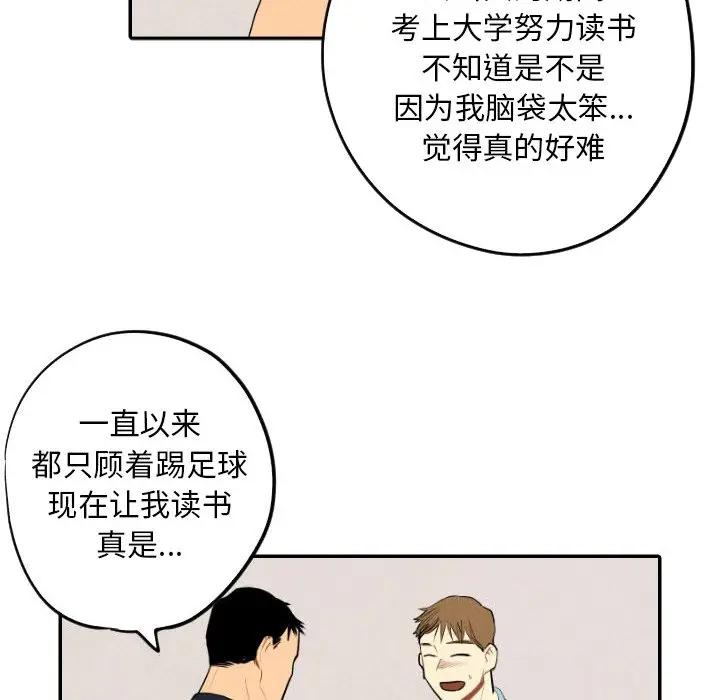 考上大学努力读书
不知道是不是
因为我脑袋太笨...
觉得真的好难
一直以来
都只顾着踢足球
现在让我读书
真是...